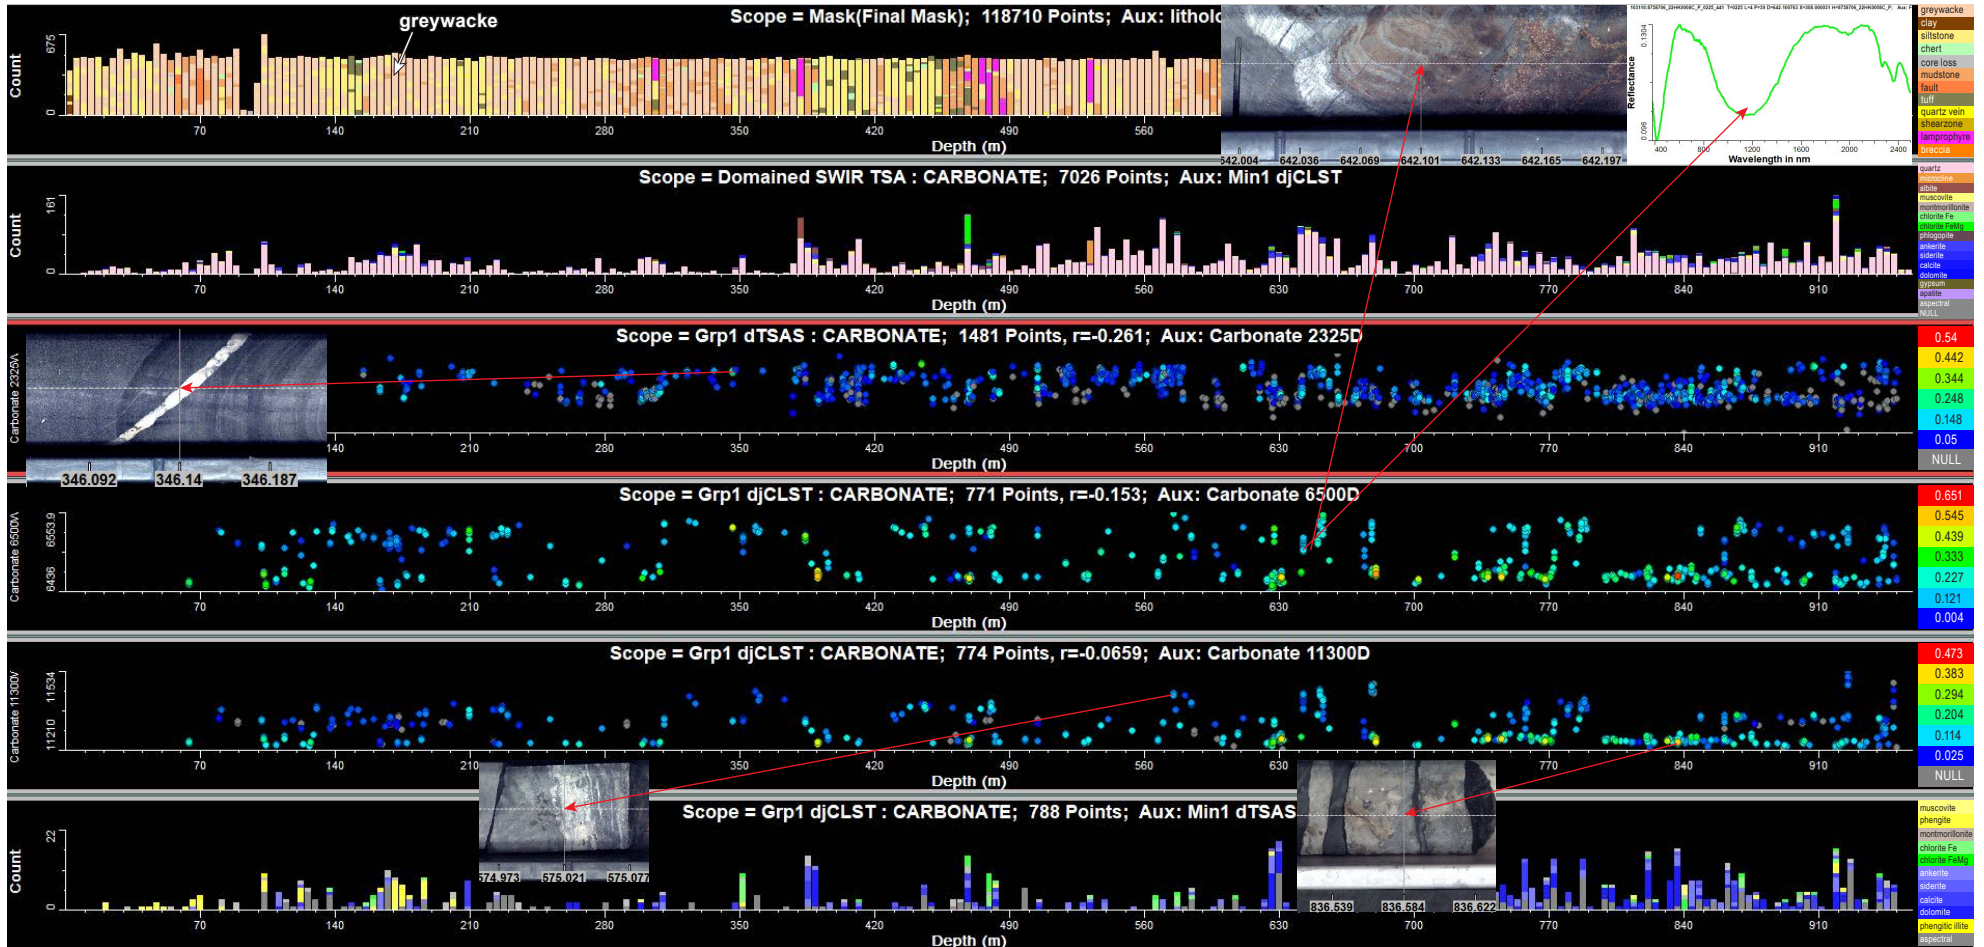 greywacke
Scope = Mask(Final Mask); 118710 Points; Aux: litholo
Count
675
0
70 140 210 280 350 420 490 560
Depth (m)
642.004 642.036 642.069 642.101 642.133 642.165 642.197
Reflectance
0.1304
0.096
400 800 1200 1600 2000 2400
Wavelength in nm
greywacke
clay
siltstone
chert
core loss
mudstone
fault
tuff
quartz vein
shearzone
lamprophyre
breccia
Scope = Domained SWIR TSA : CARBONATE; 7026 Points; Aux: Min1 djCLST
Count
161
0
70 140 210 280 350 420 490 560 630 700 770 840 910
Depth (m)
quartz
microcline
albite
muscovite
montmorillonite
chlorite Fe
chlorite FeMg
phlogopite
ankerite
siderite
calcite
dolomite
gypsum
apatite
aspectral
NULL
Scope = Grp1 dTSAS : CARBONATE; 1481 Points, r=-0.261; Aux: Carbonate 2325D
346.092 346.14 346.187
140 210 280 350 420 490 560 630 700 770 840 910
Depth (m)
0.54
0.442
0.344
0.248
0.148
0.05
NULL
Scope = Grp1 djCLST : CARBONATE; 771 Points, r=-0.153; Aux: Carbonate 6500D
6553.9
6436
70 140 210 280 350 420 490 560 630 700 770 840 910
Depth (m)
0.651
0.545
0.439
0.333
0.227
0.121
0.004
Scope = Grp1 djCLST : CARBONATE; 774 Points, r=-0.0659; Aux: Carbonate 11300D
11534
11210
70 140 210 280 350 420 490 560 630 700 770 840 910
Depth (m)
0.473
0.383
0.294
0.204
0.114
0.025
NULL
574.973 575.021 575.077
836.539 836.584 836.622
Scope = Grp1 djCLST : CARBONATE; 788 Points; Aux: Min1 dTSAS
Count
22
0
70 140 210 280 350 420 490 560 630 700 770 840 910
Depth (m)
muscovite
phengite
montmorillonite
chlorite Fe
chlorite FeMg
ankerite
siderite
calcite
dolomite
phengitic illite
aspectral